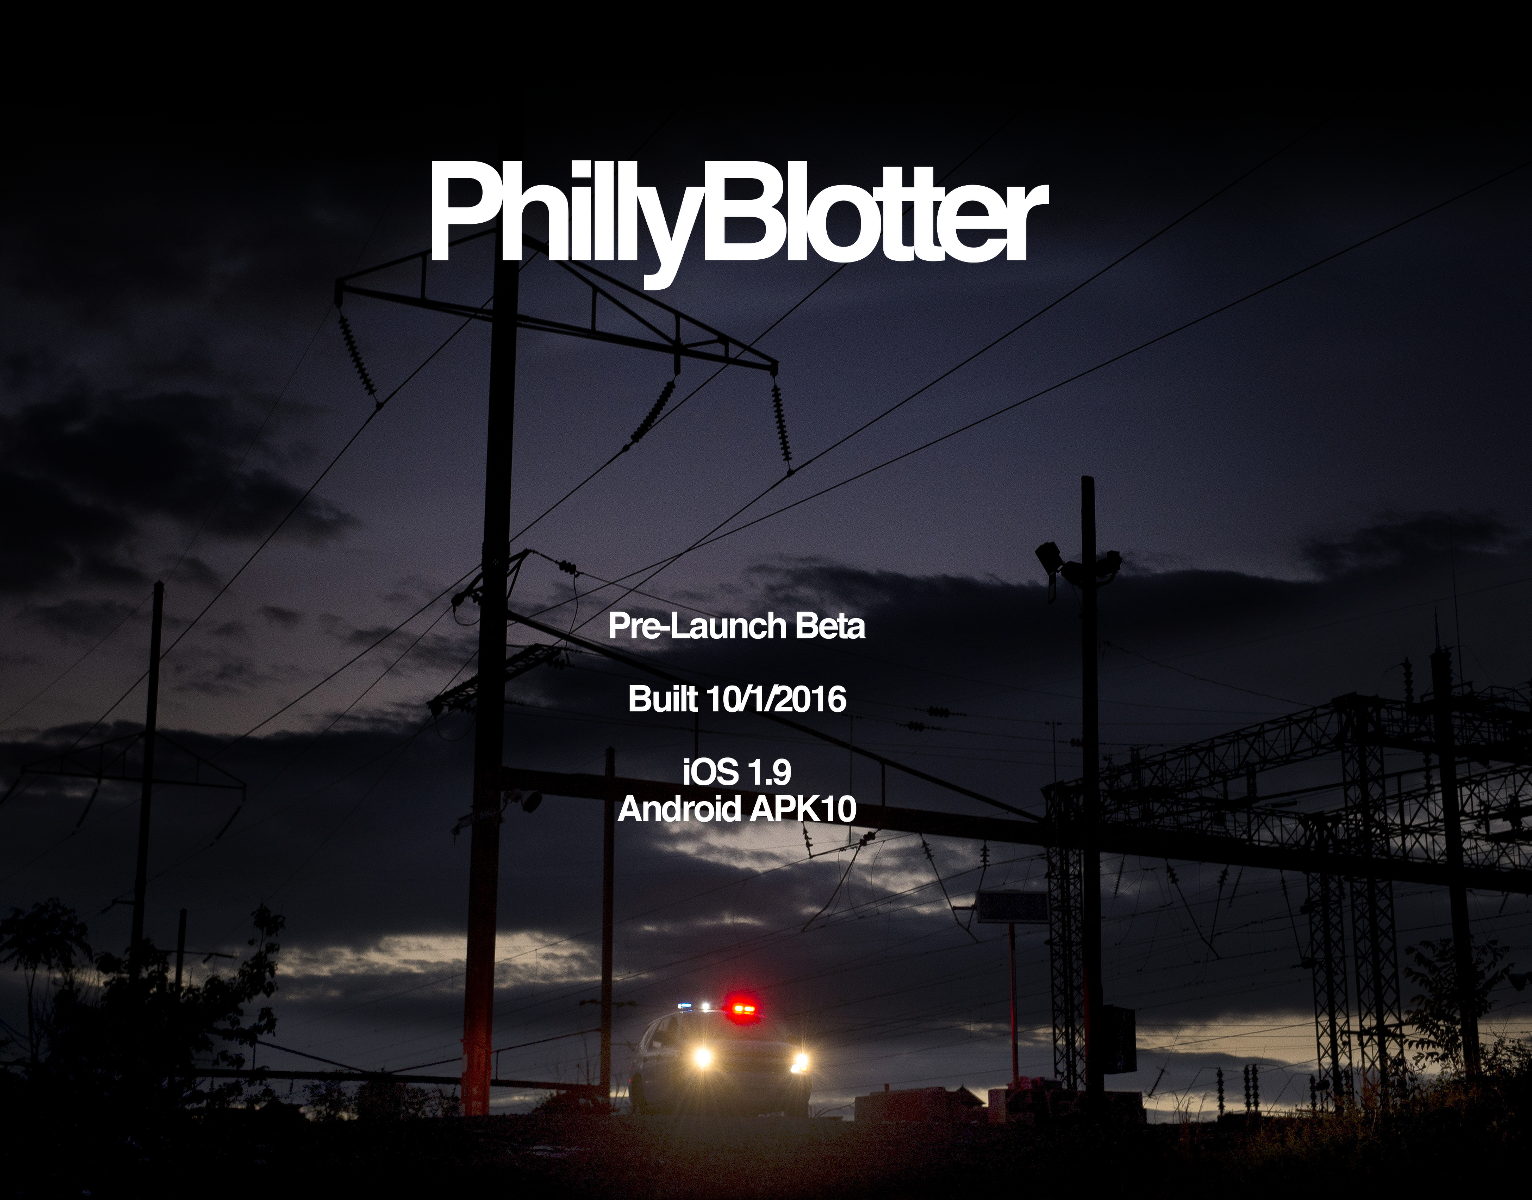 PhillyBlotter
Pre-Launch Beta
Built 10/1/2016
iOS 1.9
Android APK10